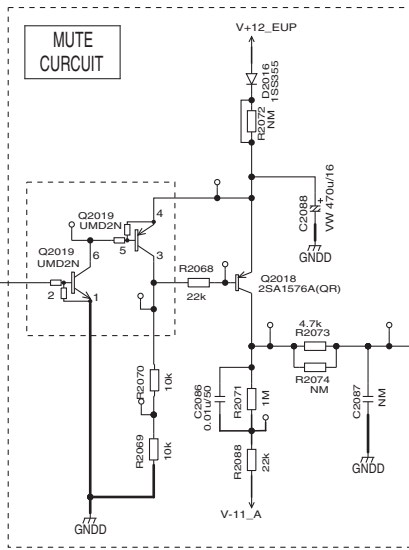 V+12_EUP
MUTE
CURCUIT
D2016
1SS355
R2072
NM
C2088
VW 470u/16
+
GNDD
4
Q2019
UMD2N
Q2019
UMD2N
6
5
3
2
1
R2068
22k
Q2018
2SA1576A(QR)
4.7k
R2073
R2074
NM
R2070
10k
C2086
0.01u/50
R2071
1M
C2087
NM
R2069
10k
R2088
22k
GNDD
V-11_A
GNDD